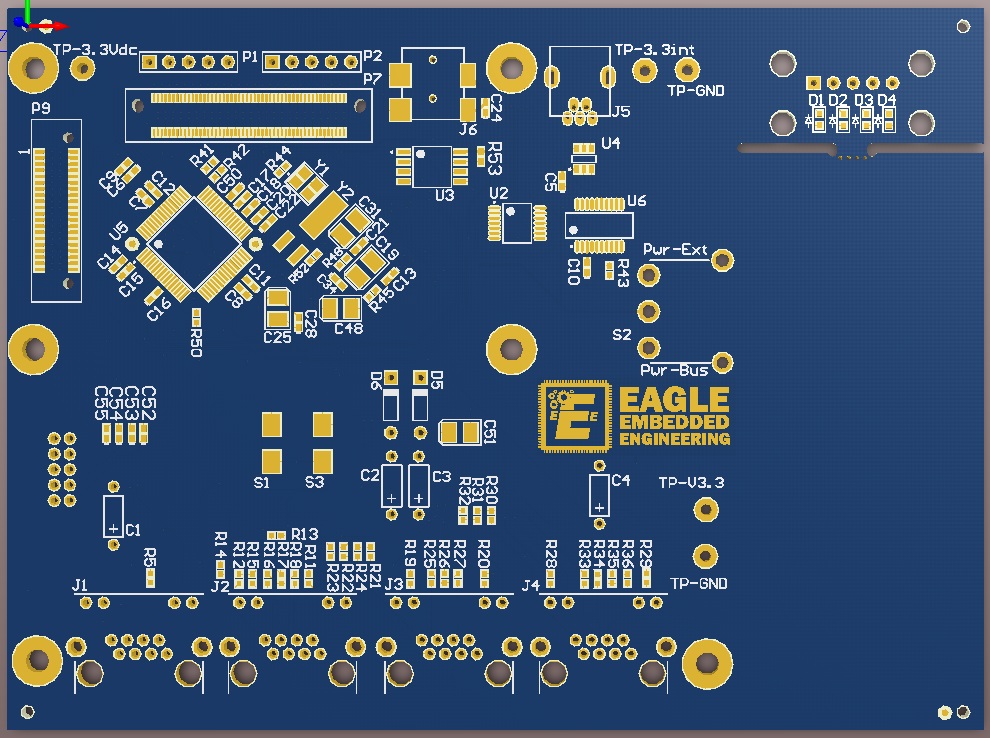 TP-3.3Vdc
P1
P2
TP-3.3int
P7
TP-GND
P9
J6
C24
J5
D1
D2
D3
D4
1
R41
R42
R44
Y1
R53
U4
C12
C50
C17
C18
C20
C22
Y2
C31
C21
C19
U3
C5
U2
U6
U5
C14
C15
C16
C11
C8
R52
R46
C34
C13
R45
C10
R43
Pwr-Ext
C25
C28
C48
R50
S2
Pwr-Bus
D6
D5
C55
C54
C53
C52
EAGLE
EMBEDDED
ENGINEERING
E
E
E
C51
S1
S3
C2
C3
C4
TP-V3.3
R32
R31
R30
C1
R5
R14
R13
R12
R15
R16
R17
R18
R11
R23
R22
R24
R21
R19
R25
R26
R27
R20
R28
R33
R34
R35
R36
R29
TP-GND
J1
J2
J3
J4